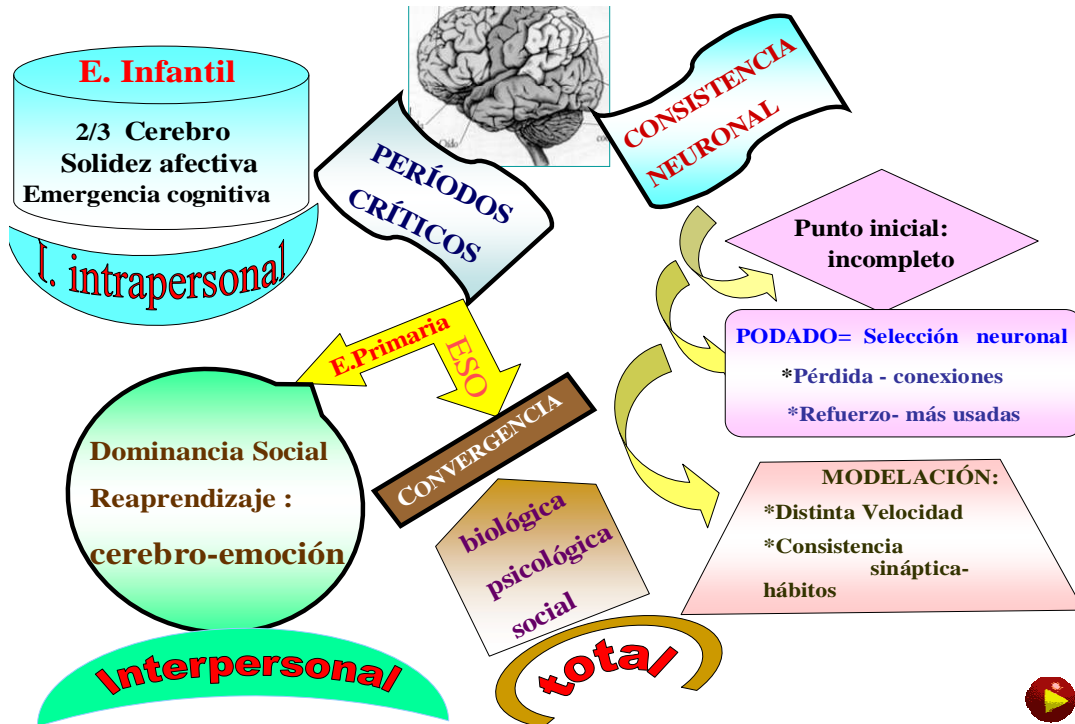 E. Infantil
2/3 Cerebro
Solidez afectiva
Emergencia cognitiva
I. intrapersonal
PERÍODOS
CRÍTICOS
Oído
CONSISTENCIA
NEURONAL
Punto inicial:
incompleto
PODADO= Selección neuronal
*Pérdida - conexiones
*Refuerzo- más usadas
MODELACIÓN:
*Distinta Velocidad
*Consistencia
sináptica-
hábitos
E.Primaria
ESO
Dominancia Social
Reaprendizaje :
cerebro-emoción
Interpersonal
CONVERGENCIA
biológica
psicológica
social
total